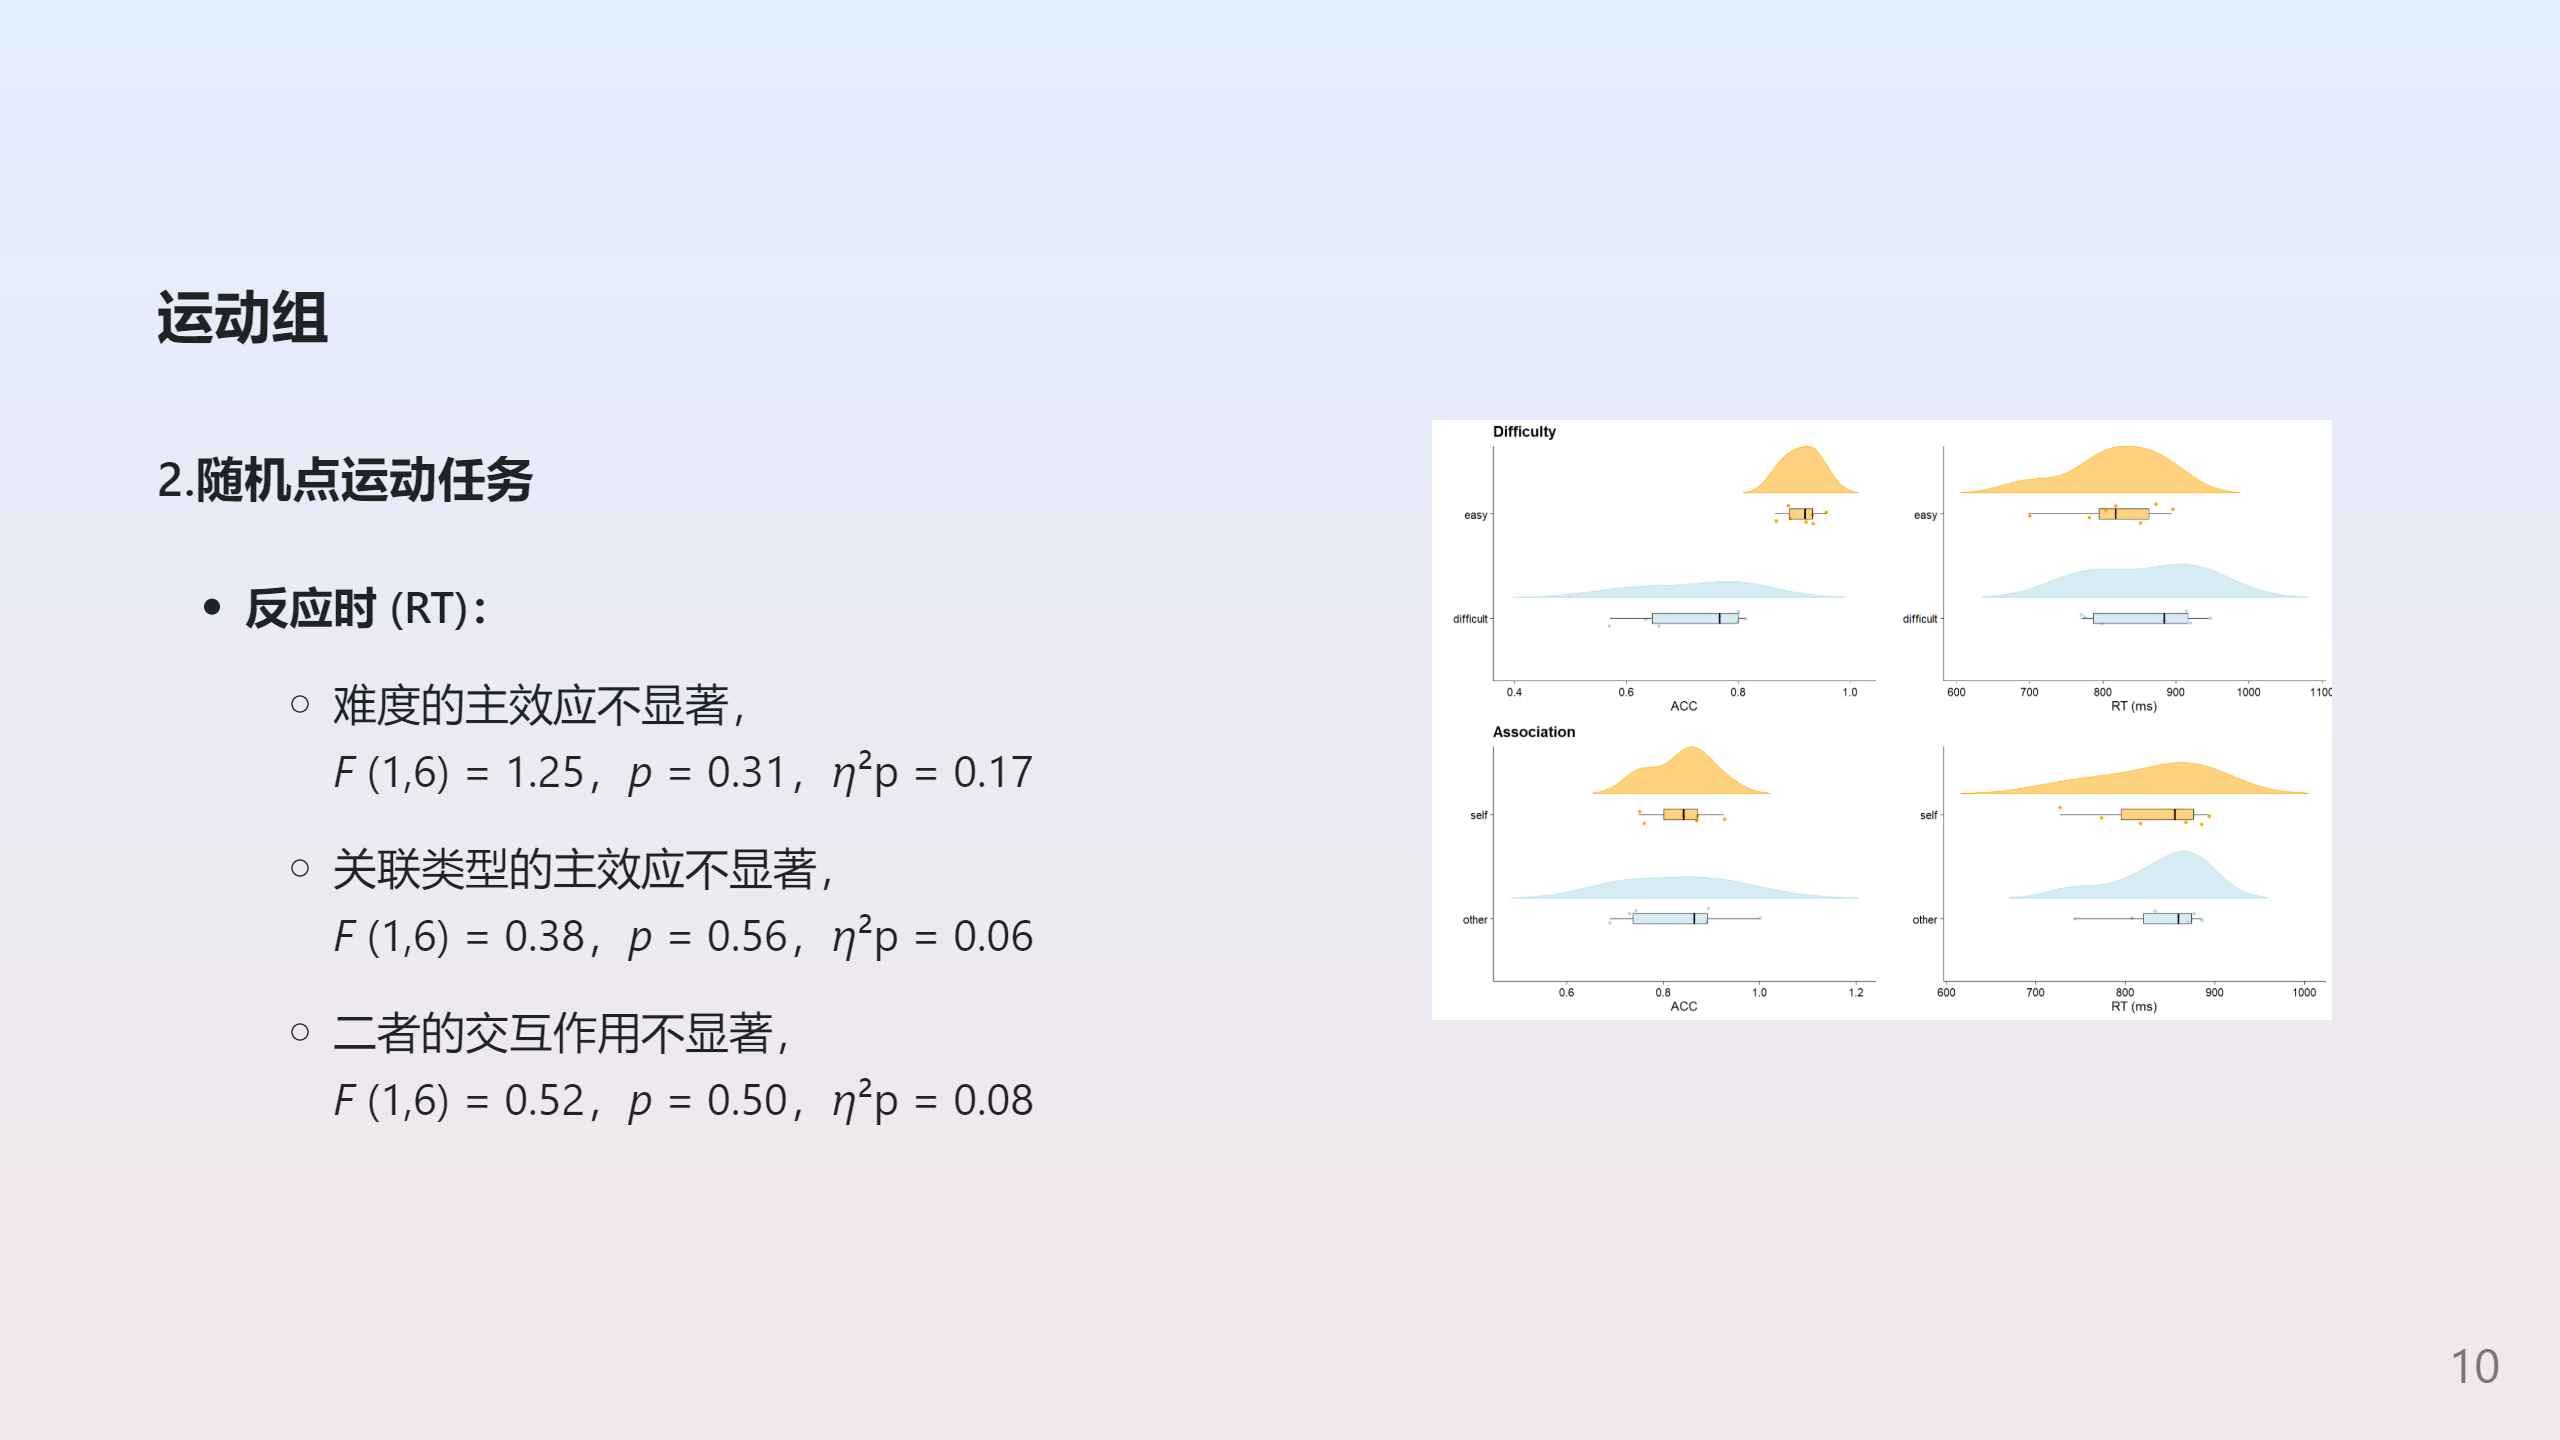 运动组
2.随机点运动任务
• 反应时 (RT)：
○ 难度的主效应不显著，
F (1,6) = 1.25，p = 0.31，η²p = 0.17
○ 关联类型的主效应不显著，
F (1,6) = 0.38，p = 0.56，η²p = 0.06
○ 二者的交互作用不显著，
F (1,6) = 0.52，p = 0.50，η²p = 0.08
Difficulty
easy
difficult
0.4 0.6 0.8 1.0
ACC
easy
difficult
600 700 800 900 1000 1100
RT (ms)
Association
self
other
0.6 0.8 1.0 1.2
ACC
self
other
600 700 800 900 1000
RT (ms)
10